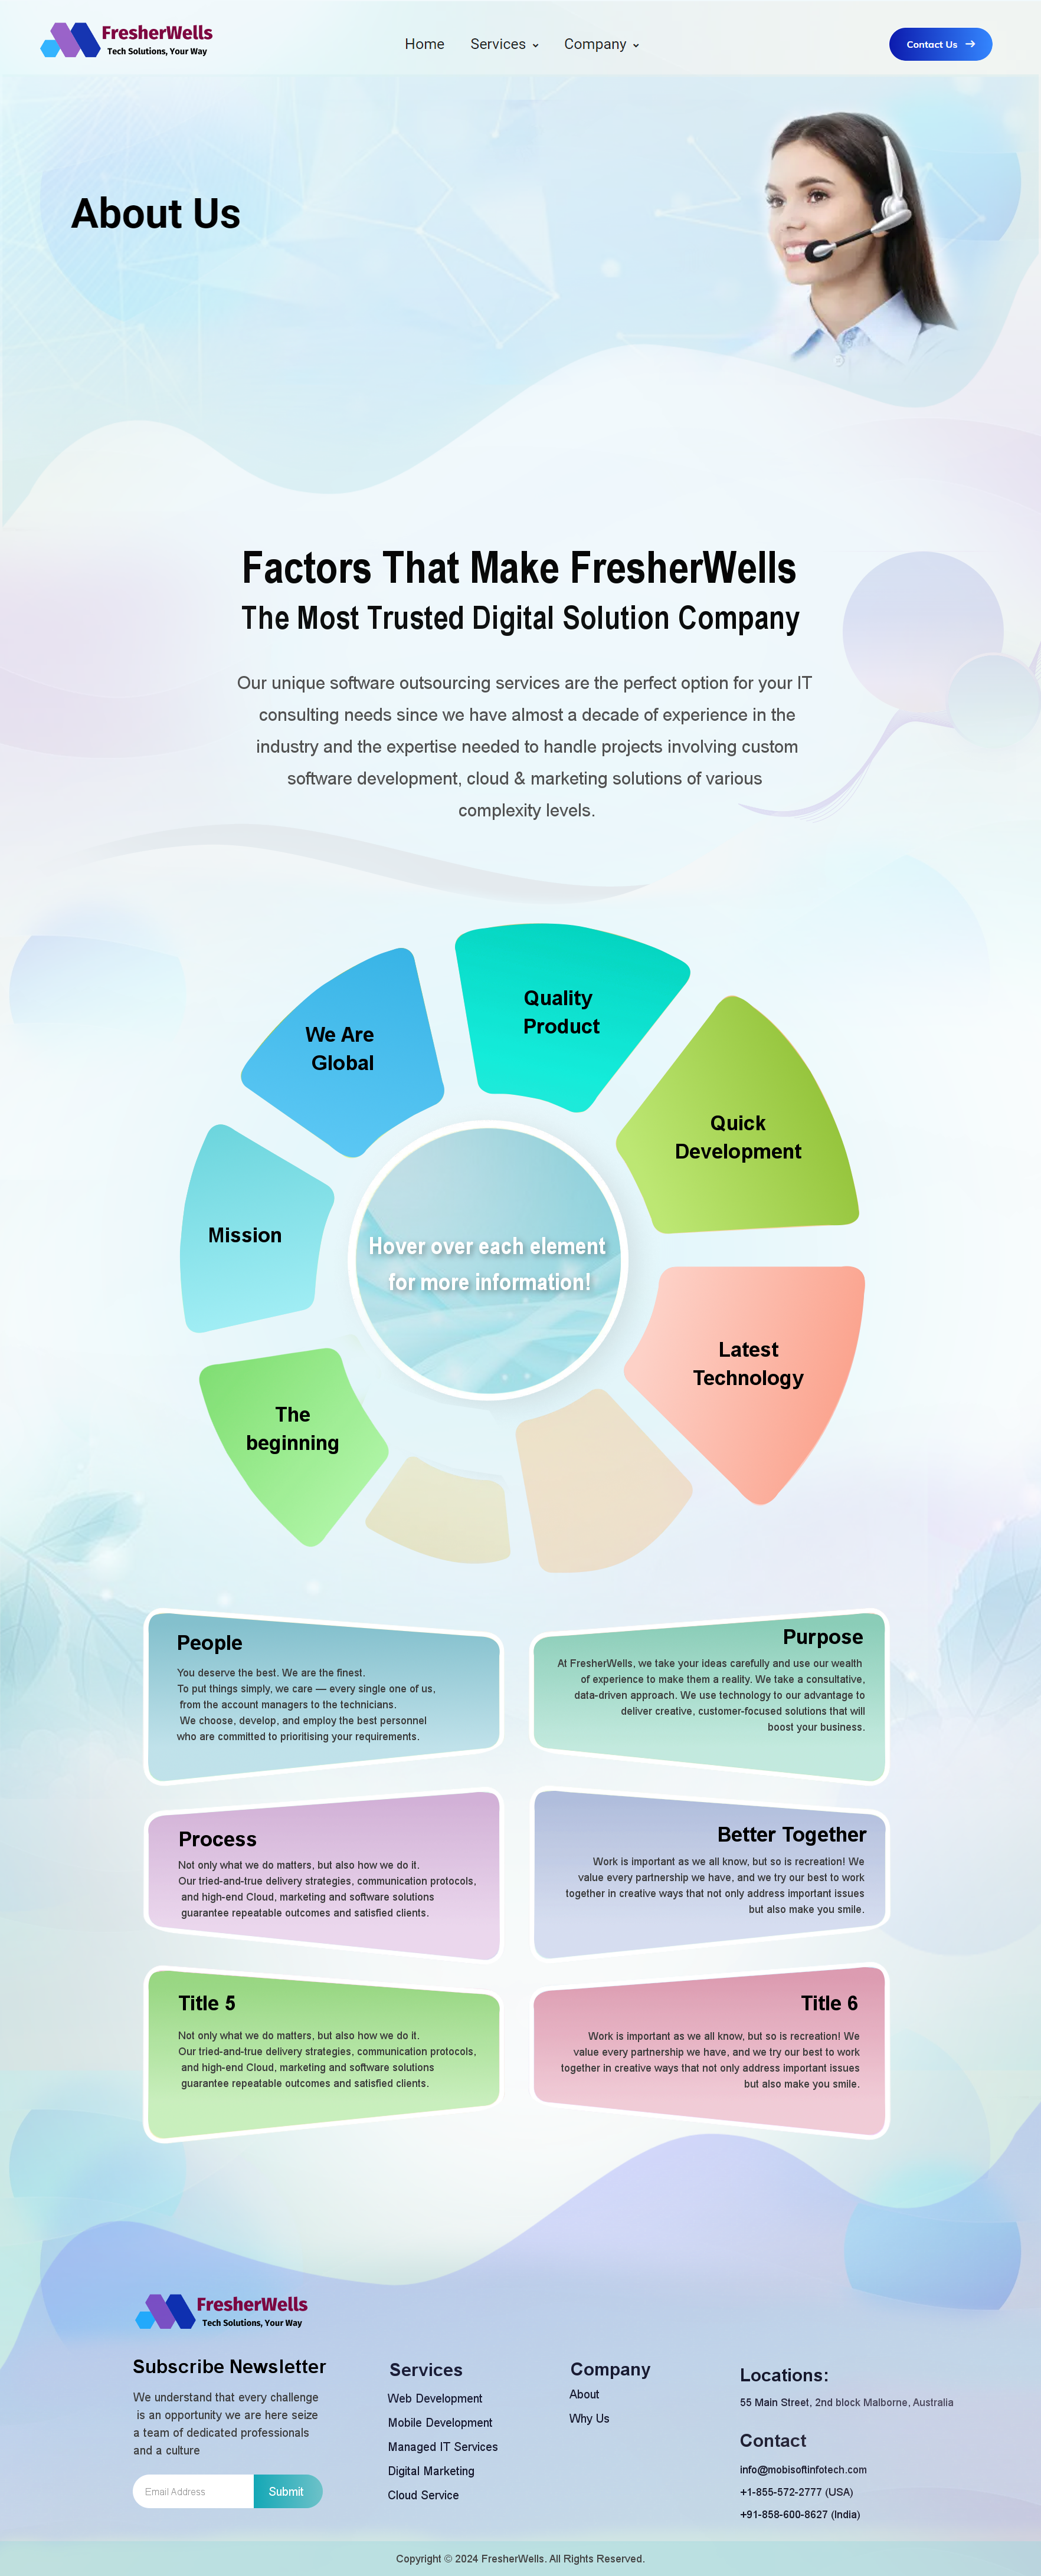 FresherWells
Tech Solutions, Your Way
Home
Services
Company
Contact Us
About Us
Factors That Make FresherWells
The Most Trusted Digital Solution Company
Our unique software outsourcing services are the perfect option for your IT
consulting needs since we have almost a decade of experience in the
industry and the expertise needed to handle projects involving custom
software development, cloud & marketing solutions of various
complexity levels.
Quality
Product
We Are
Global
Quick
Development
Mission
Hover over each element
for more information!
Latest
Technology
The
beginning
People
You deserve the best. We are the finest.
To put things simply, we care — every single one of us,
from the account managers to the technicians.
We choose, develop, and employ the best personnel
who are committed to prioritising your requirements.
Purpose
At FresherWells, we take your ideas carefully and use our wealth
of experience to make them a reality. We take a consultative,
data-driven approach. We use technology to our advantage to
deliver creative, customer-focused solutions that will
boost your business.
Process
Not only what we do matters, but also how we do it.
Our tried-and-true delivery strategies, communication protocols,
and high-end Cloud, marketing and software solutions
guarantee repeatable outcomes and satisfied clients.
Better Together
Work is important as we all know, but so is recreation! We
value every partnership we have, and we try our best to work
together in creative ways that not only address important issues
but also make you smile.
Title 5
Not only what we do matters, but also how we do it.
Our tried-and-true delivery strategies, communication protocols,
and high-end Cloud, marketing and software solutions
guarantee repeatable outcomes and satisfied clients.
Title 6
Work is important as we all know, but so is recreation! We
value every partnership we have, and we try our best to work
together in creative ways that not only address important issues
but also make you smile.
FresherWells
Tech Solutions, Your Way
Subscribe Newsletter
We understand that every challenge
is an opportunity we are here seize
a team of dedicated professionals
and a culture
Email Address
Submit
Services
Web Development
Mobile Development
Managed IT Services
Digital Marketing
Cloud Service
Company
About
Why Us
Locations:
55 Main Street, 2nd block Malborne, Australia
Contact
info@mobisoftinfotech.com
+1-855-572-2777 (USA)
+91-858-600-8627 (India)
Copyright © 2024 FresherWells. All Rights Reserved.